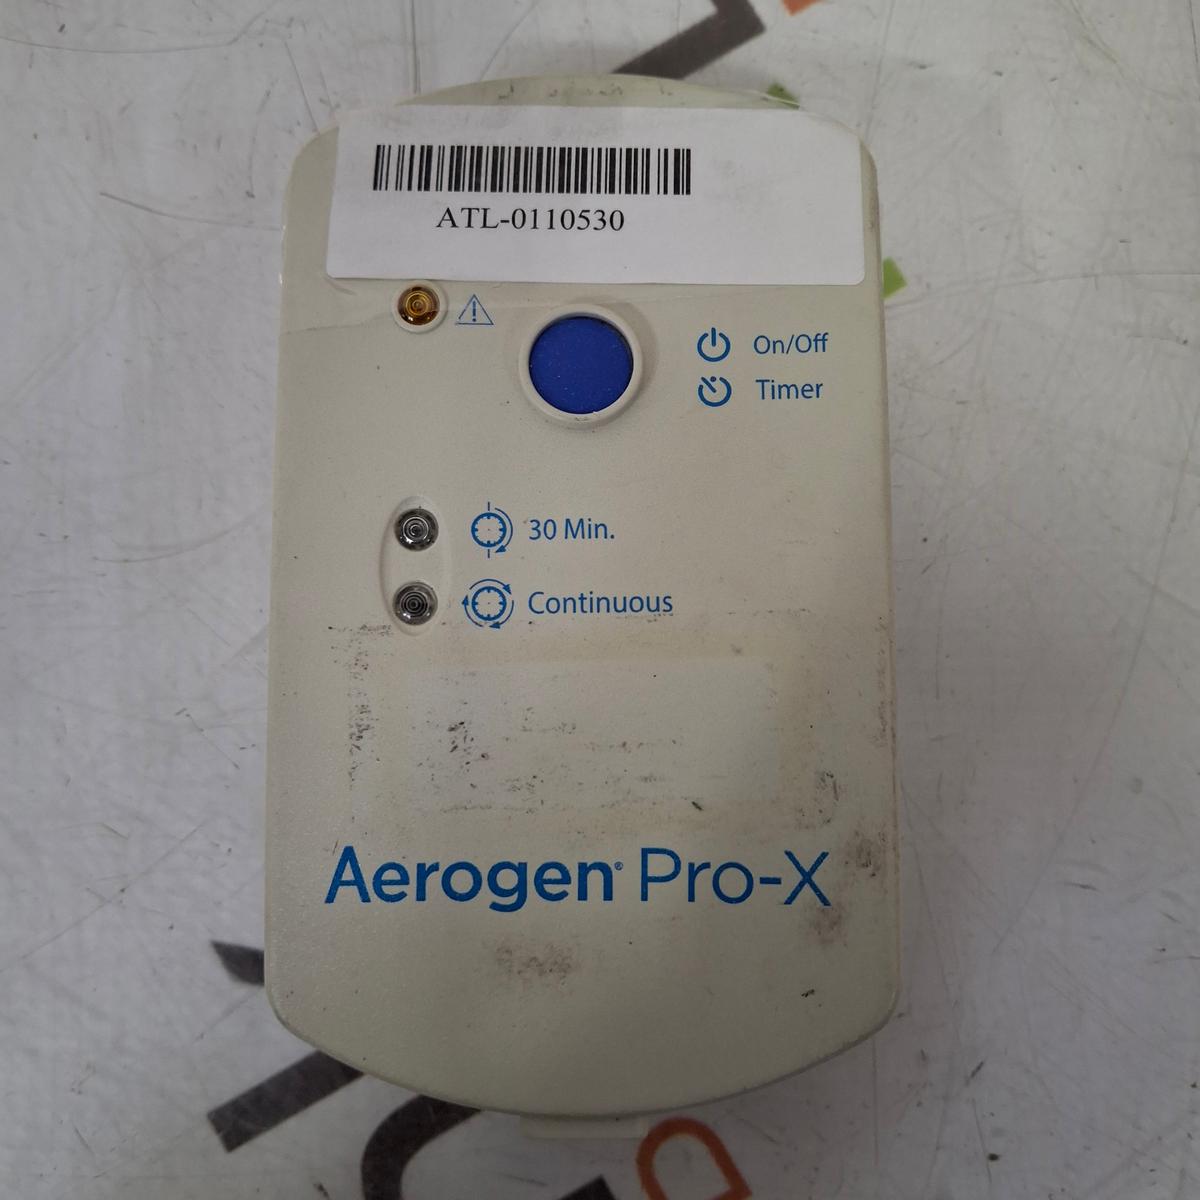 ATL-0110530
On/Off
Timer
30 Min.
Continuous
Aerogen® Pro-X